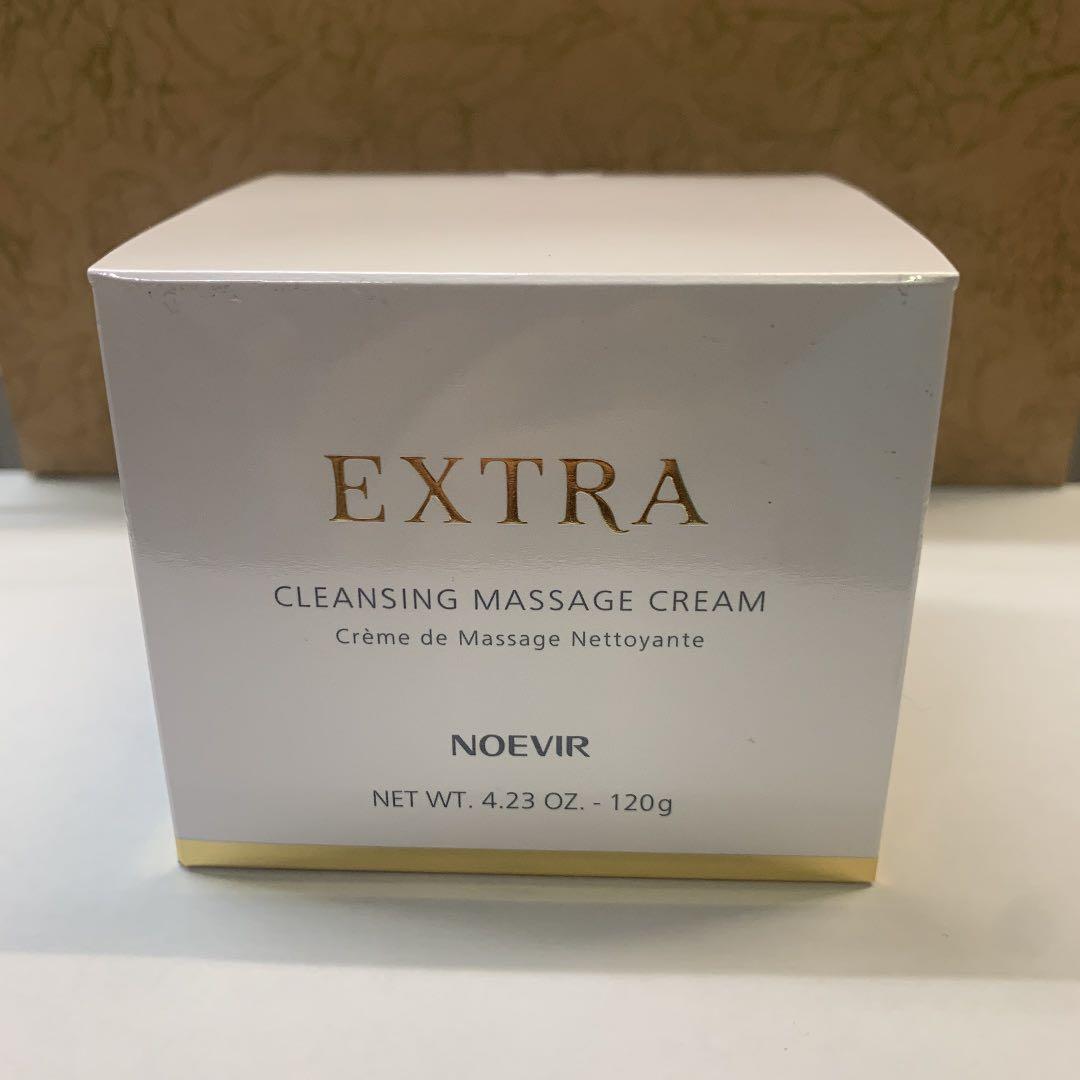 EXTRA
CLEANSING MASSAGE CREAM
Crème de Massage Nettoyante
NOEVIR
NET WT. 4.23 OZ. - 120g